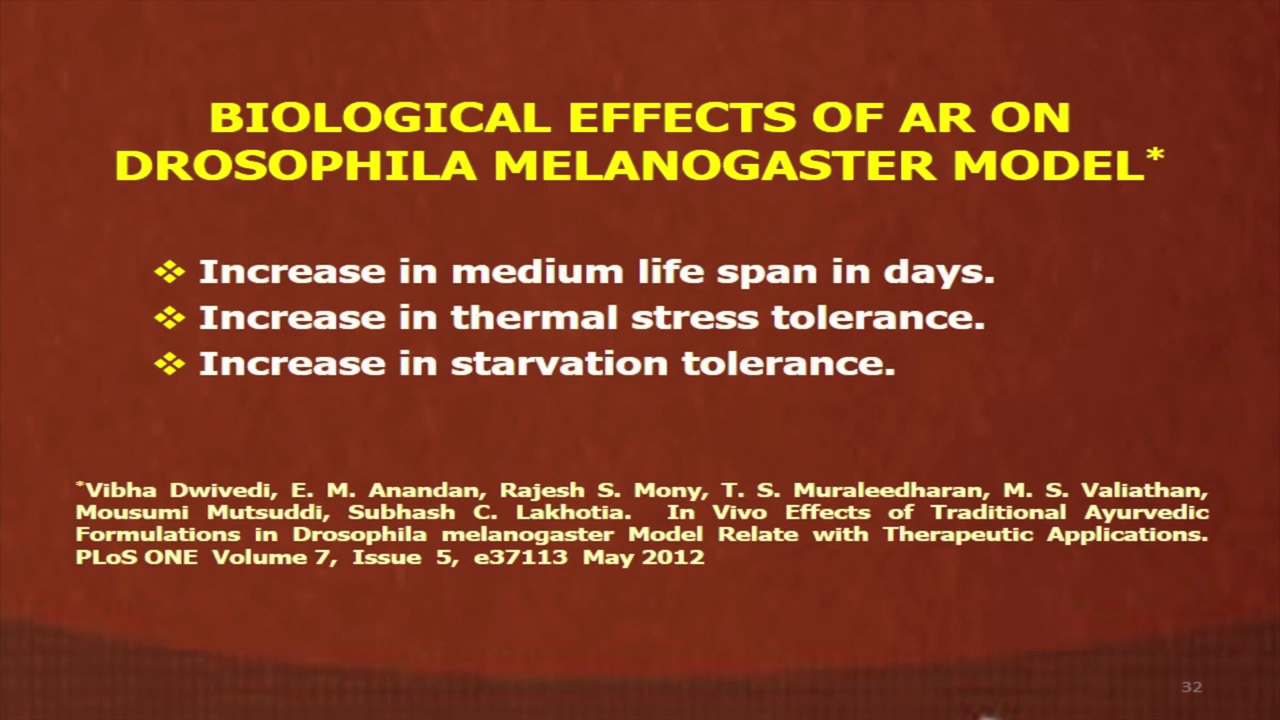 BIOLOGICAL EFFECTS OF AR ON
DROSOPHILA MELANOGASTER MODEL*
❖ Increase in medium life span in days.
❖ Increase in thermal stress tolerance.
❖ Increase in starvation tolerance.
*Vibha Dwivedi, E. M. Anandan, Rajesh S. Mony, T. S. Muraleedharan, M. S. Valiathan,
Mousumi Mutsuddi, Subhash C. Lakhotia. In Vivo Effects of Traditional Ayurvedic
Formulations in Drosophila melanogaster Model Relate with Therapeutic Applications.
PLoS ONE Volume 7, Issue 5, e37113 May 2012
32